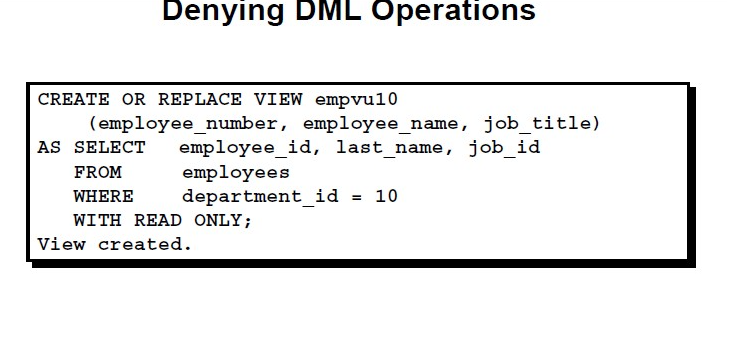 Denying DML Operations
CREATE OR REPLACE VIEW empvu10
(employee_number, employee_name, job_title)
AS SELECT employee_id, last_name, job_id
FROM employees
WHERE department_id = 10
WITH READ ONLY;
View created.